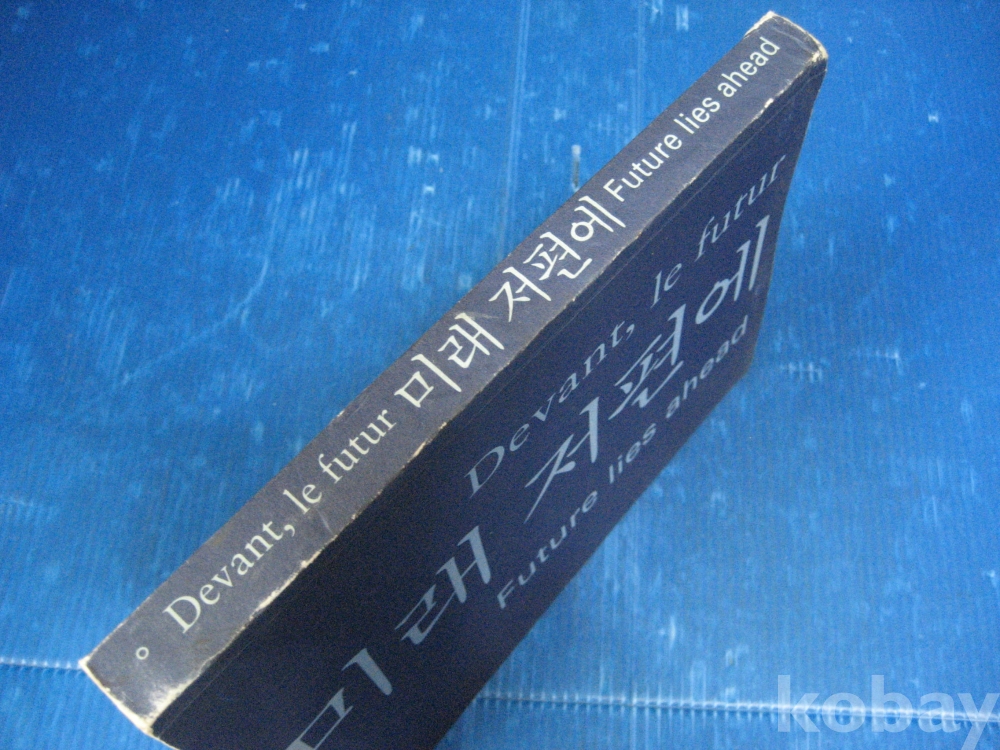 Devant, le futur 미래 저편에 Future lies ahead
Devant, le futur
미래 저편에
Future lies ahead
kobay